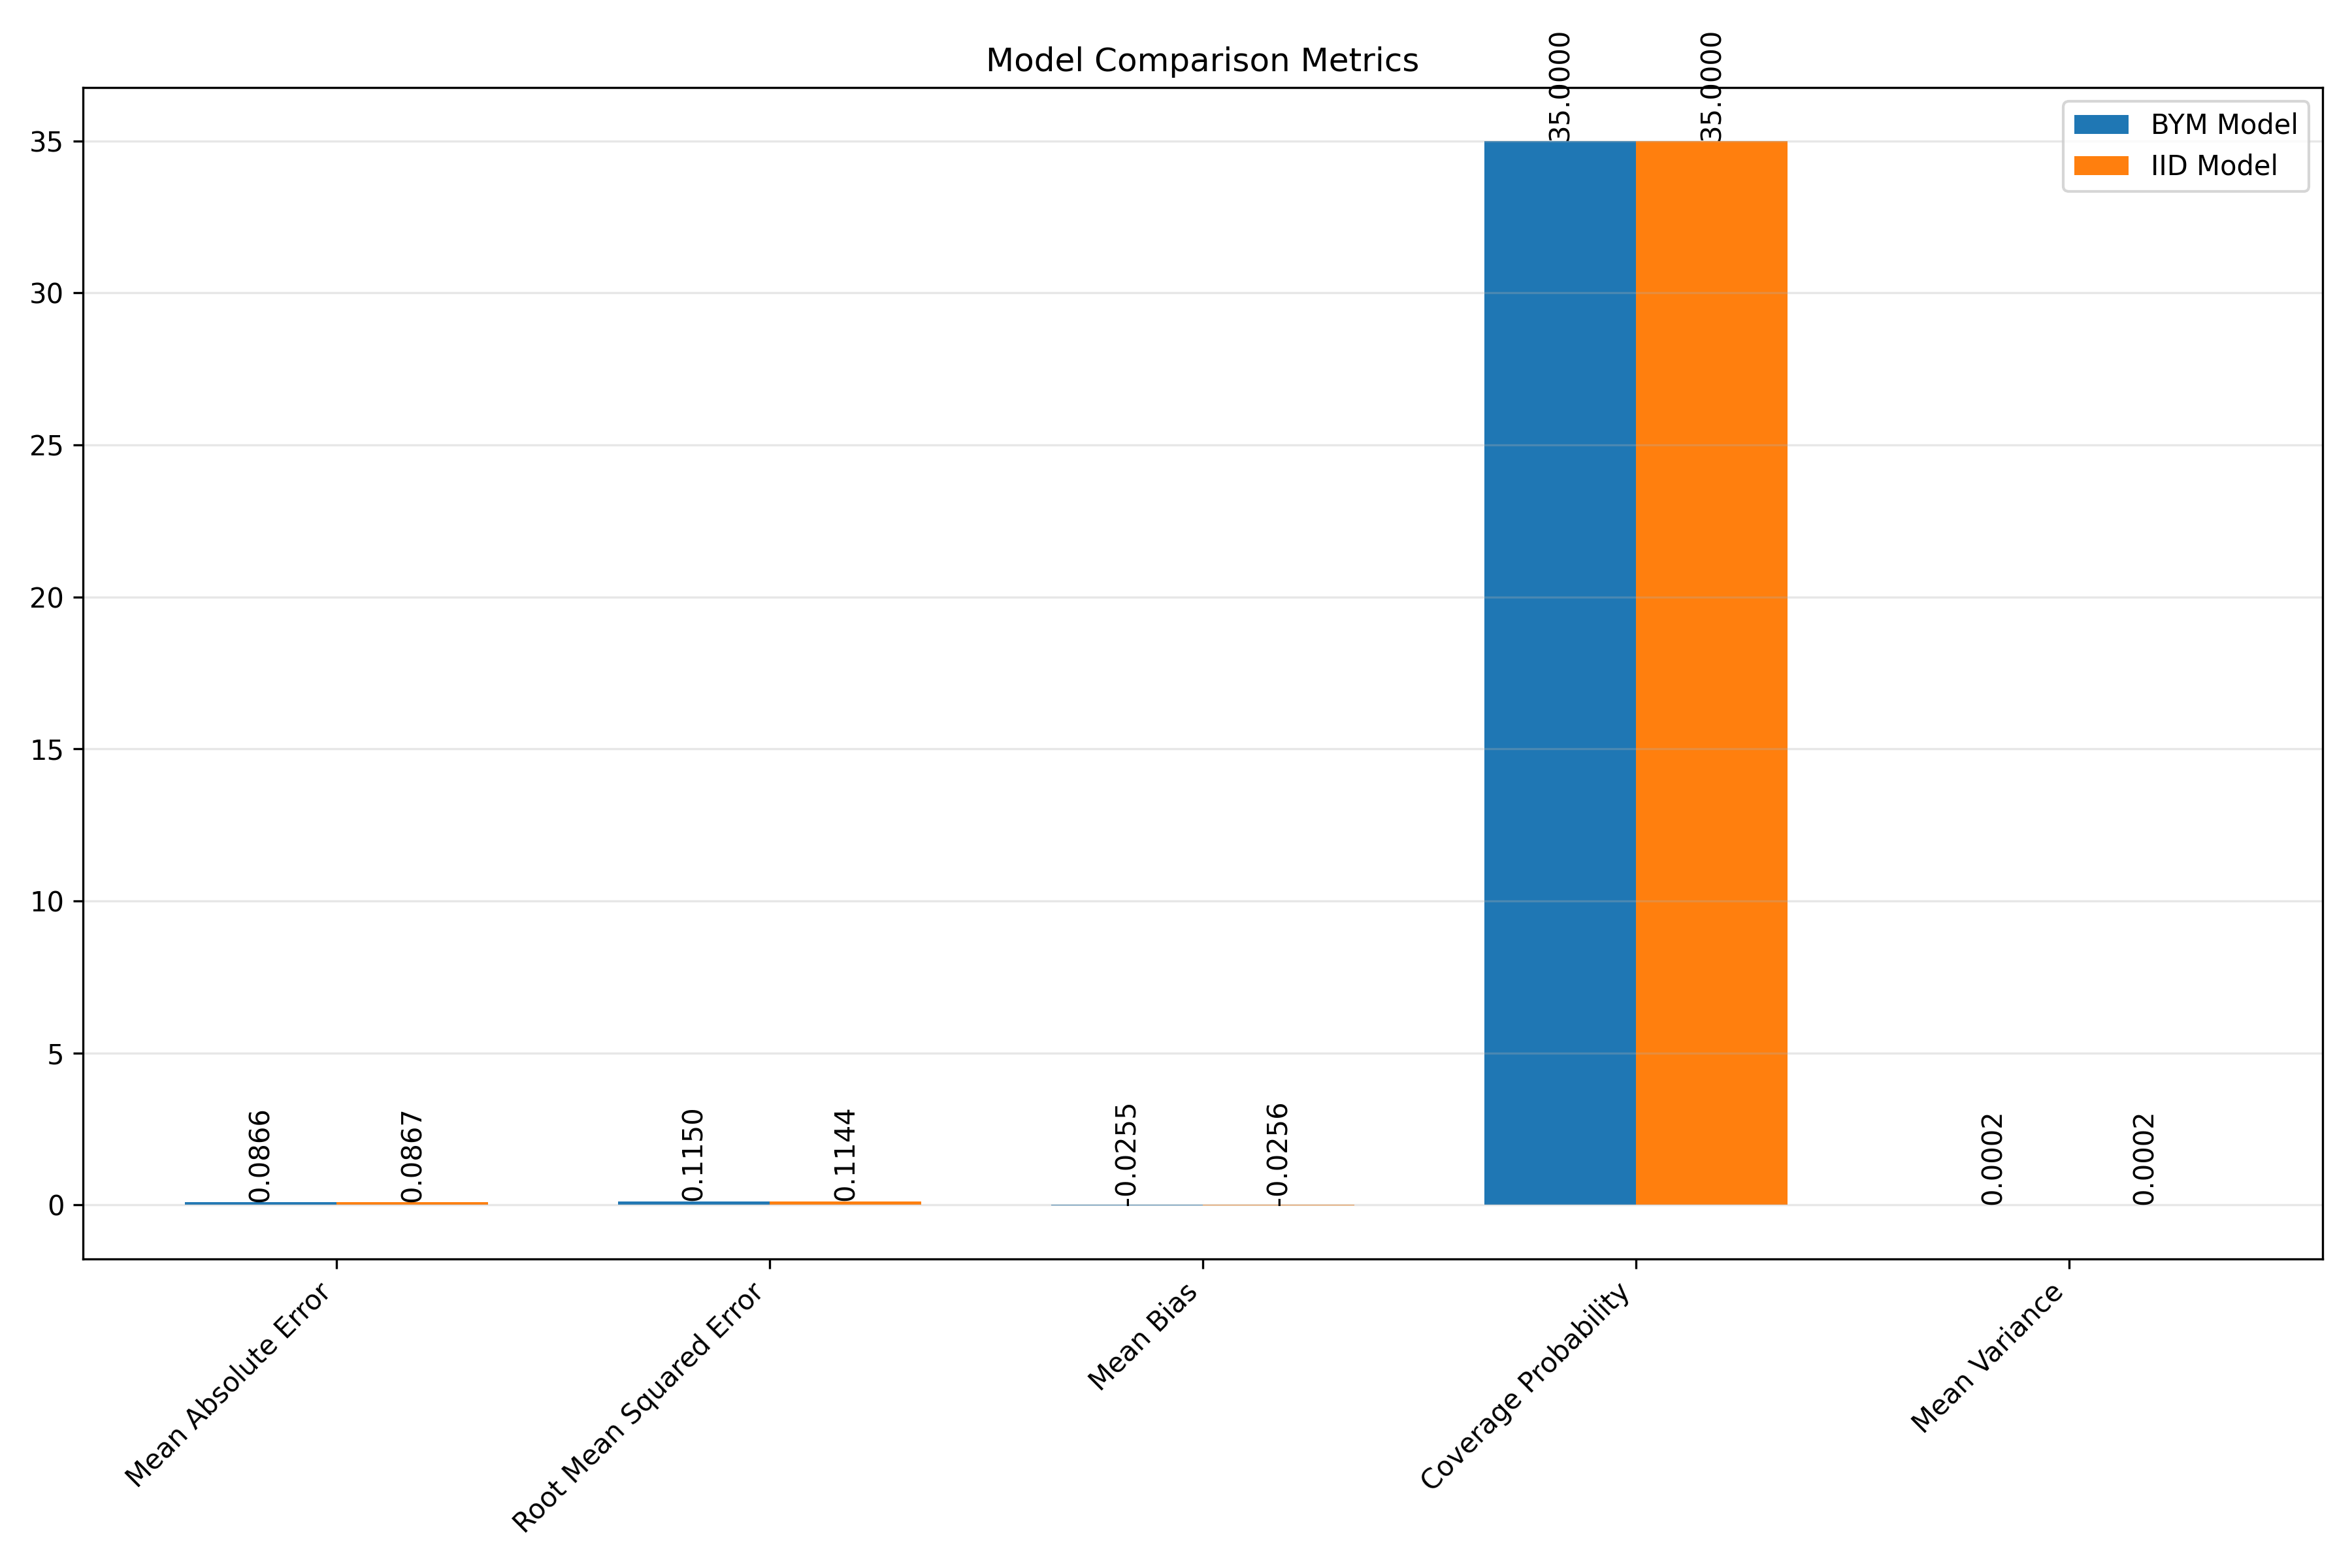 Model Comparison Metrics
BYM Model
IID Model
35
30
25
20
15
10
5
0
0.0866
0.0867
0.1150
0.1144
-0.0255
-0.0256
35.0000
35.0000
0.0002
0.0002
Mean Absolute Error
Root Mean Squared Error
Mean Bias
Coverage Probability
Mean Variance